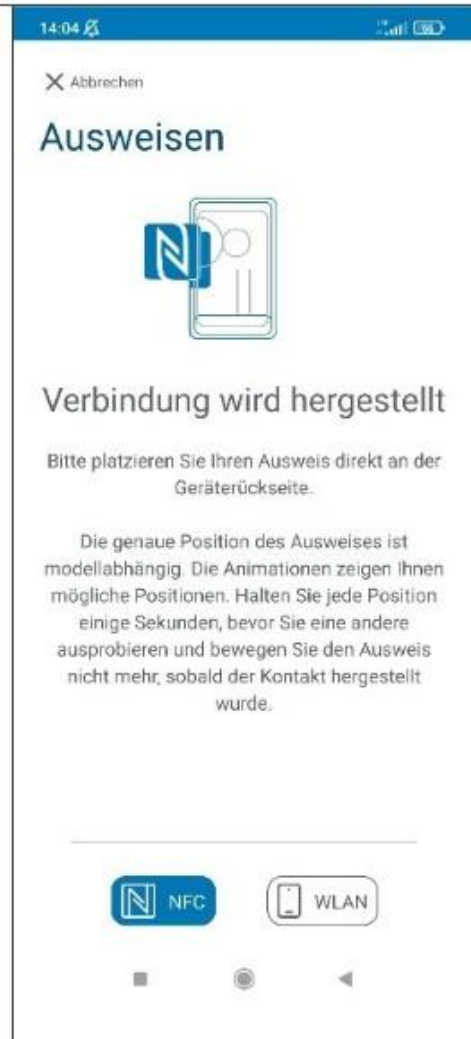 14:04
Abbrechen
Ausweisen
Verbindung wird hergestellt
Bitte platzieren Sie Ihren Ausweis direkt an der
Geräterückseite.
Die genaue Position des Ausweises ist
modellabhängig. Die Animationen zeigen Ihnen
mögliche Positionen. Halten Sie jede Position
einige Sekunden, bevor Sie eine andere
ausprobieren und bewegen Sie den Ausweis
nicht mehr, sobald der Kontakt hergestellt
wurde.
NFC
WLAN